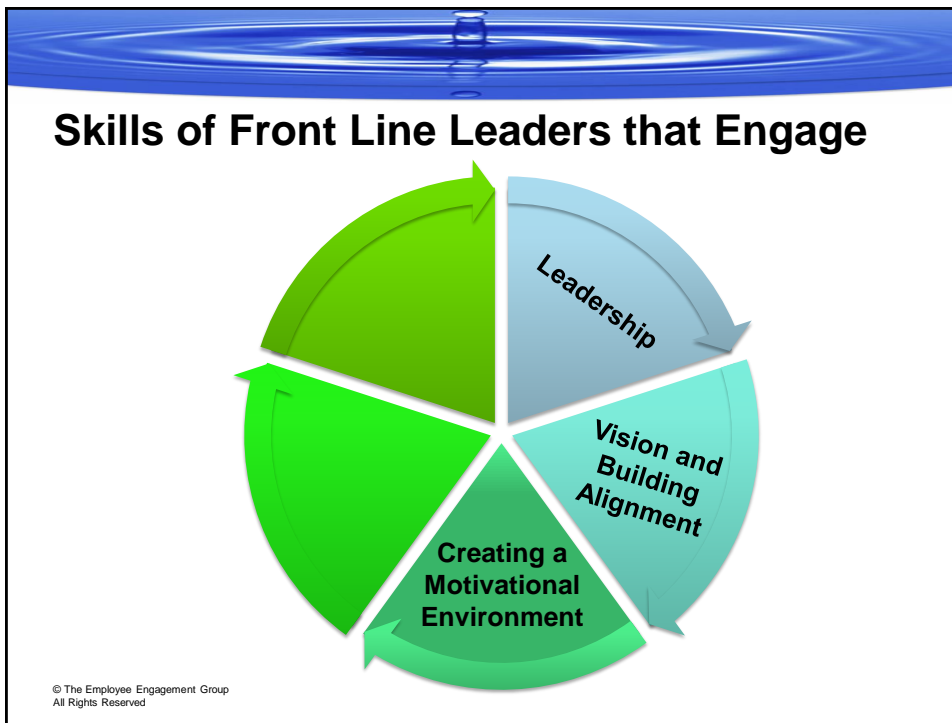 Skills of Front Line Leaders that Engage
Leadership
Vision and
Building
Alignment
Creating a
Motivational
Environment
© The Employee Engagement Group
All Rights Reserved